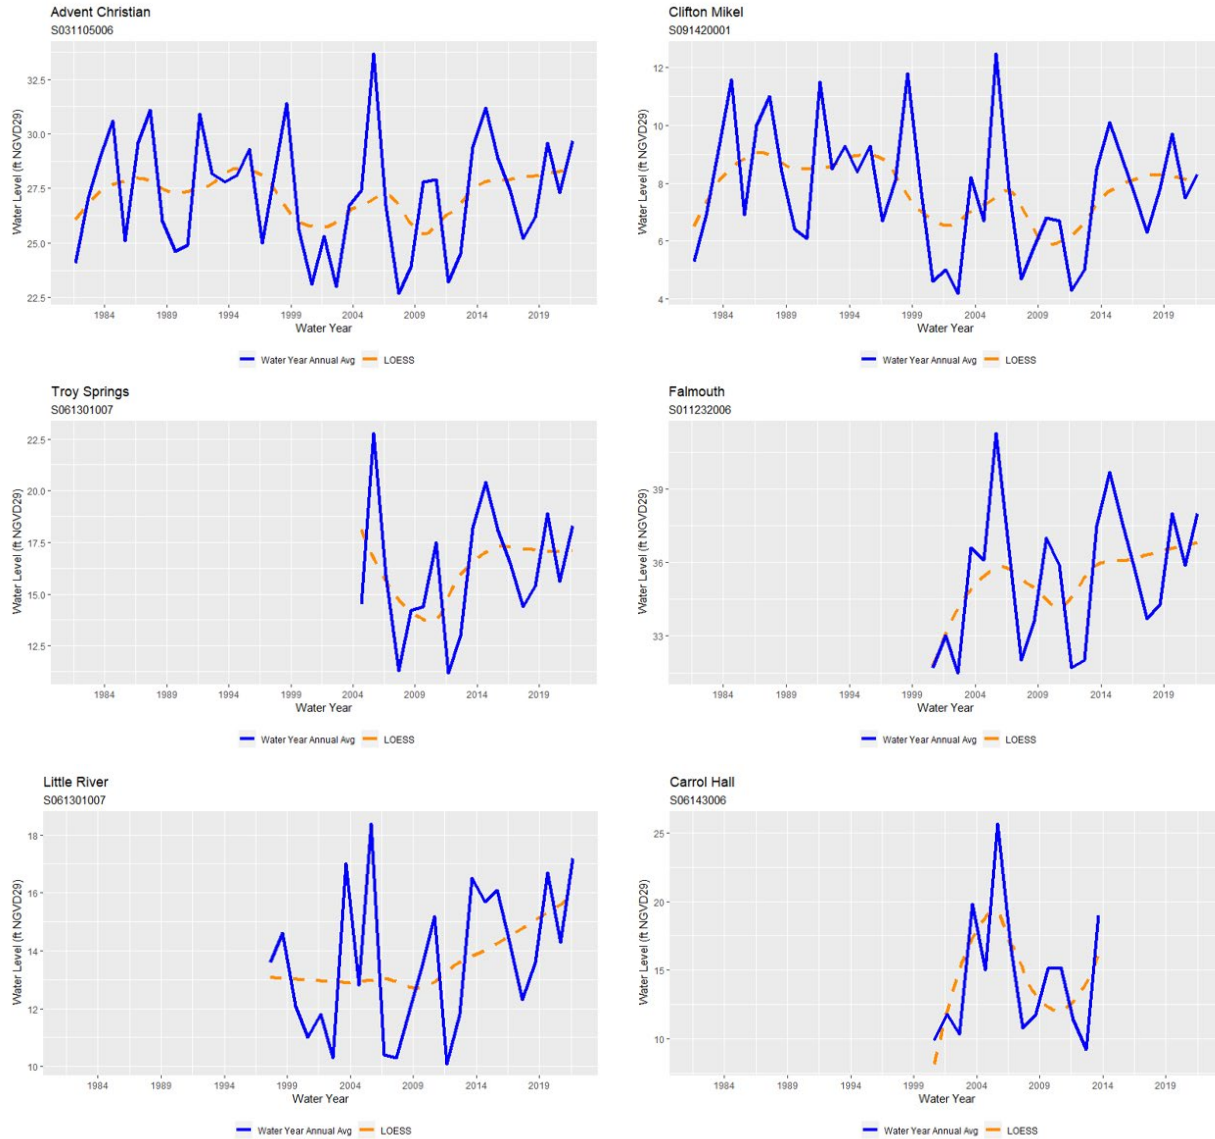 Advent Christian
S031105006
Water Level (ft NGVD29)
32.5
30.0
27.5
25.0
22.5
1984 1989 1994 1999 2004 2009 2014 2019
Water Year
Water Year Annual Avg LOESS
Clifton Mikel
S091420001
Water Level (ft NGVD29)
12
10
8
6
4
1984 1989 1994 1999 2004 2009 2014 2019
Water Year
Water Year Annual Avg LOESS
Troy Springs
S061301007
Water Level (ft NGVD29)
22.5
20.0
17.5
15.0
12.5
1984 1989 1994 1999 2004 2009 2014 2019
Water Year
Water Year Annual Avg LOESS
Falmouth
S011232006
Water Level (ft NGVD29)
39
36
33
1984 1989 1994 1999 2004 2009 2014 2019
Water Year
Water Year Annual Avg LOESS
Little River
S061301007
Water Level (ft NGVD29)
18
16
14
12
10
1984 1989 1994 1999 2004 2009 2014 2019
Water Year
Water Year Annual Avg LOESS
Carrol Hall
S06143006
Water Level (ft NGVD29)
25
20
15
10
1984 1989 1994 1999 2004 2009 2014 2019
Water Year
Water Year Annual Avg LOESS